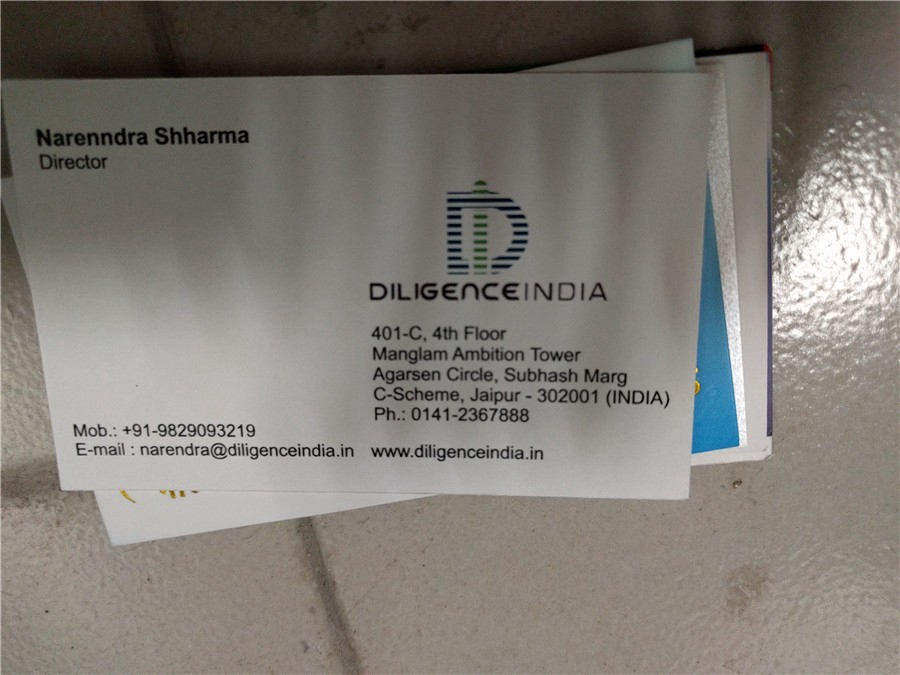 Narenndra Shharma
Director
DILIGENCEINDIA
401-C, 4th Floor
Manglam Ambition Tower
Agarsen Circle, Subhash Marg
C-Scheme, Jaipur - 302001 (INDIA)
Ph.: 0141-2367888
Mob.: +91-9829093219
E-mail : narendra@diligenceindia.in www.diligenceindia.in